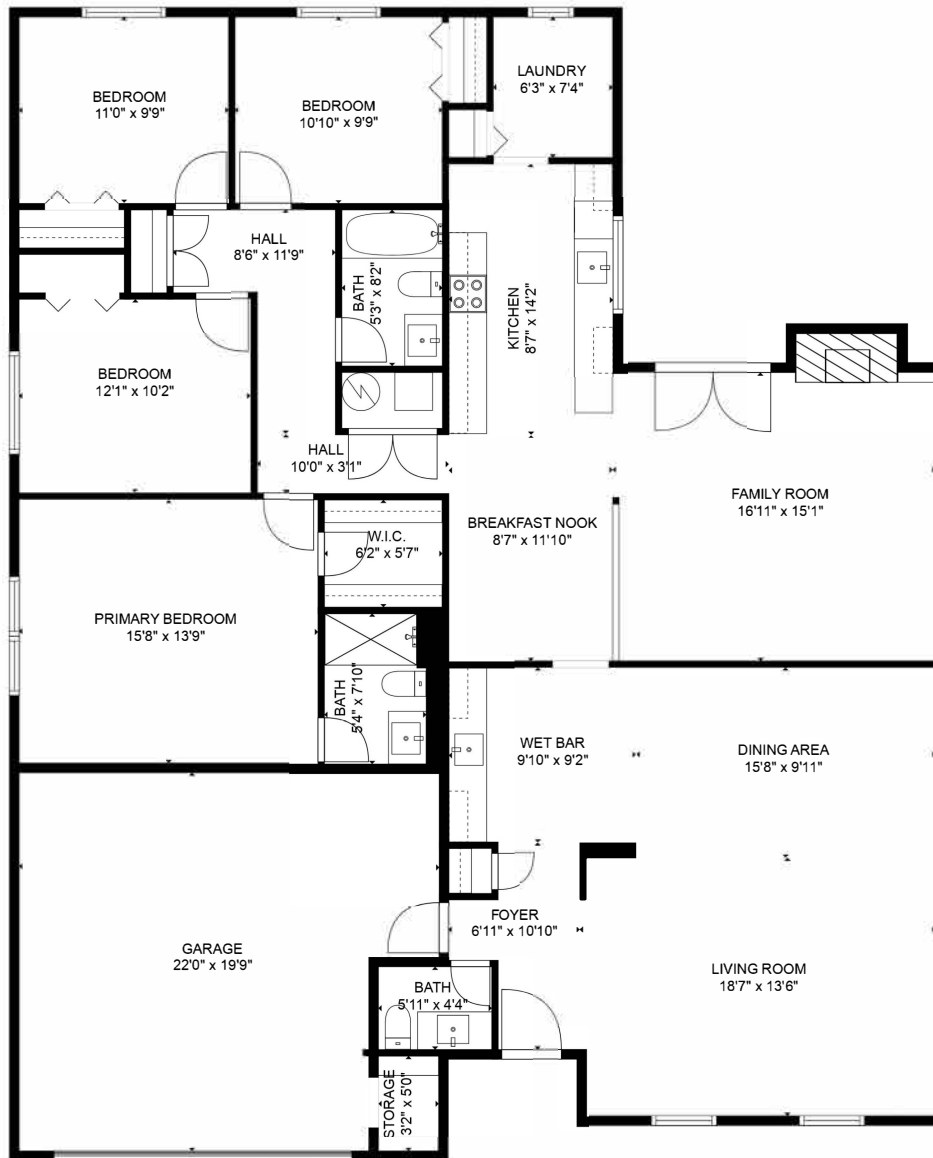 LAUNDRY
6'3" x 7'4"
BEDROOM
11'0" x 9'9"
BEDROOM
10'10" x 9'9"
HALL
8'6" x 11'9"
BATH
5'3" x 8'2"
KITCHEN
8'7" x 14'2"
BEDROOM
12'1" x 10'2"
HALL
10'0" x 3'1"
FAMILY ROOM
16'11" x 15'1"
BREAKFAST NOOK
8'7" x 11'10"
W.I.C.
6'2" x 5'7"
PRIMARY BEDROOM
15'8" x 13'9"
BATH
5'4" x 7'10"
WET BAR
9'10" x 9'2"
DINING AREA
15'8" x 9'11"
FOYER
6'11" x 10'10"
GARAGE
22'0" x 19'9"
LIVING ROOM
18'7" x 13'6"
BATH
5'11" x 4'4"
STORAGE
3'2" x 5'0"